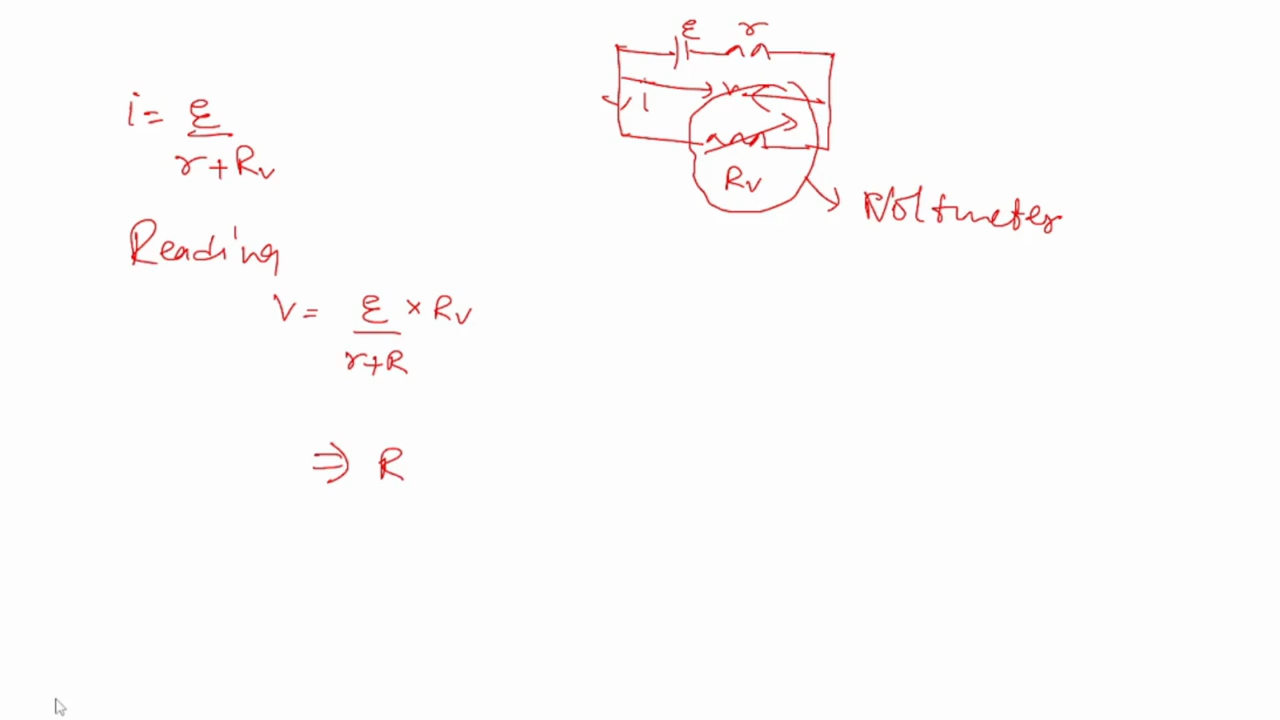 ε r
i = ε / r + Rv
V
i
Rv
Voltmeter
Reading
V = ε / r + R × Rv
⇒ R